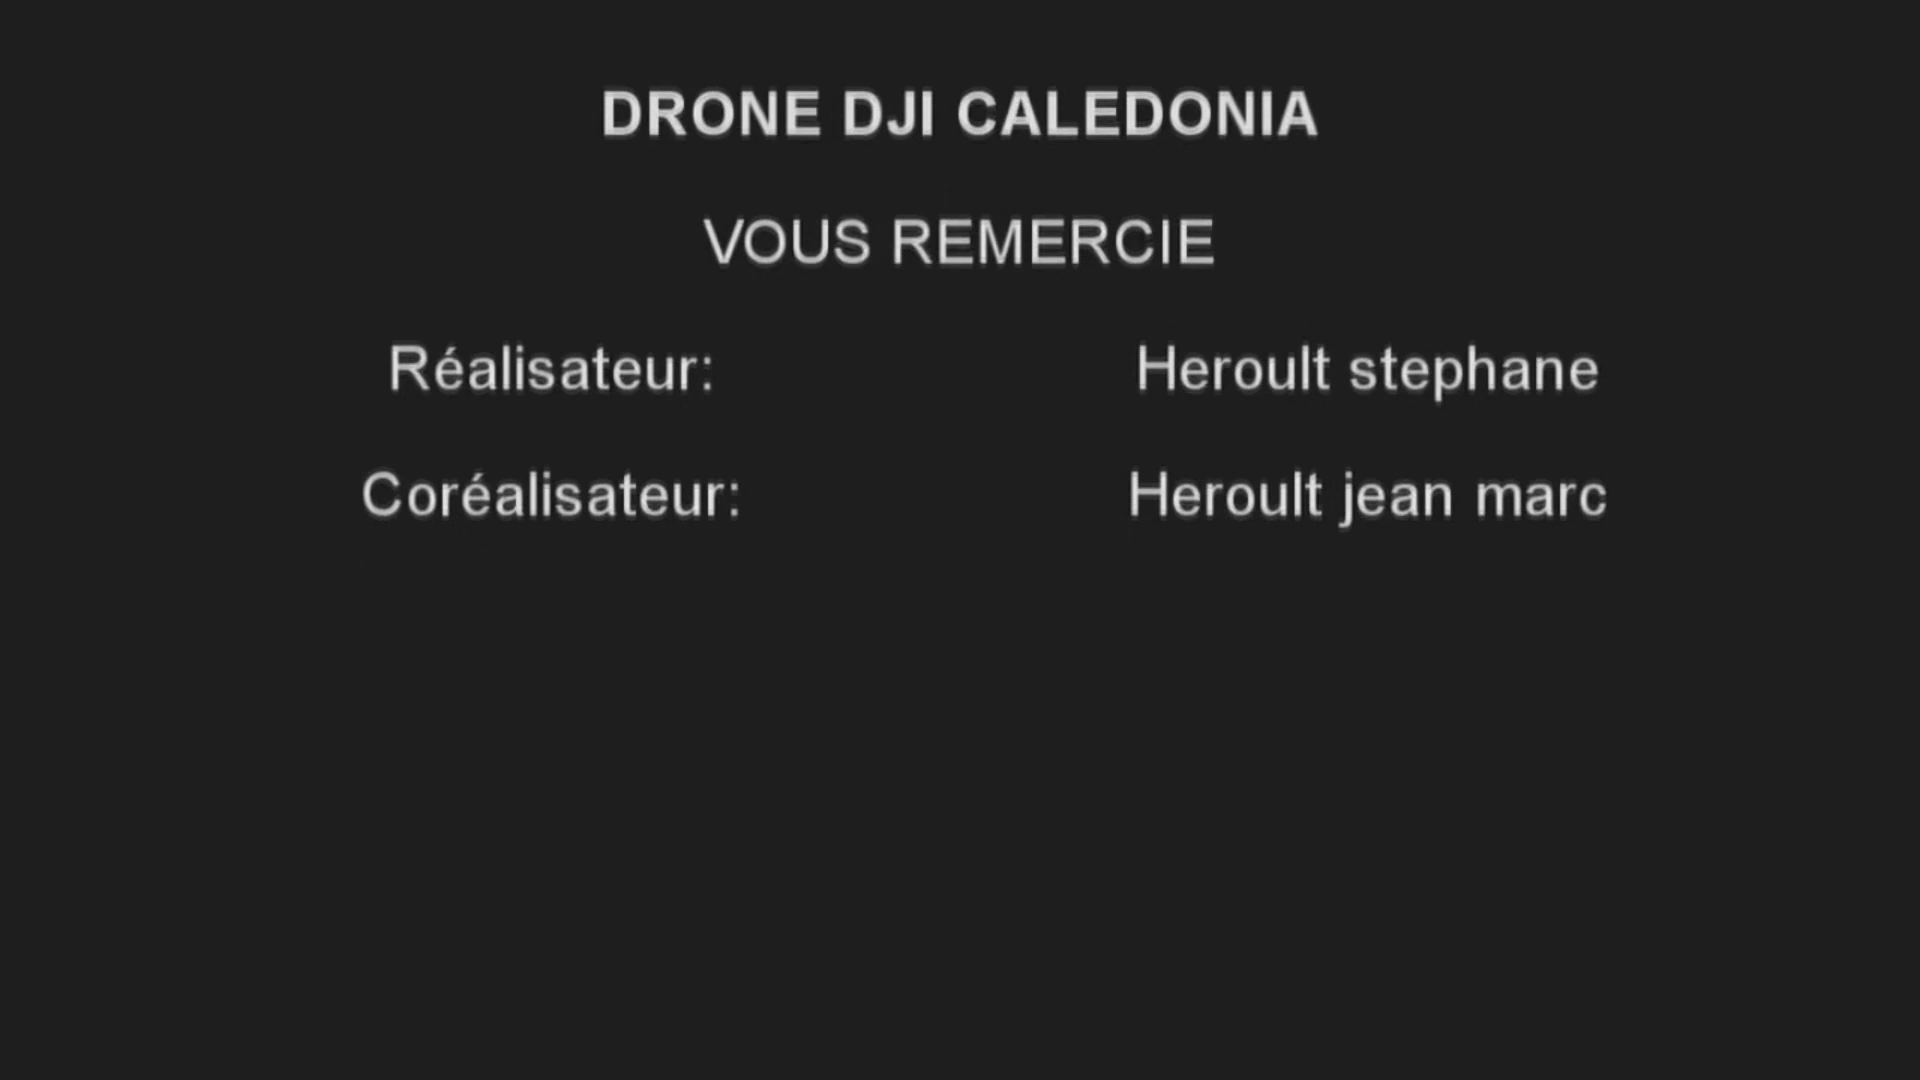 DRONE DJI CALEDONIA
VOUS REMERCIE
Réalisateur: Heroult stephane
Coréalisateur: Heroult jean marc